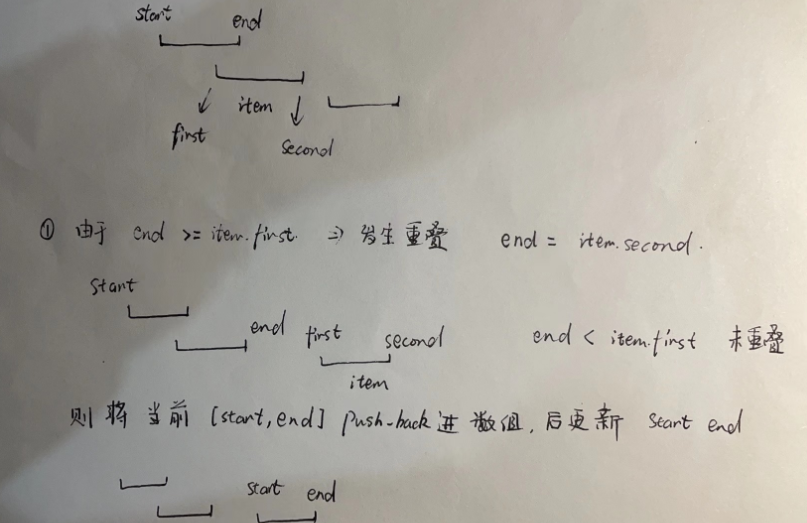 start end
item
first second
① 由于 end >= item.first. ⇒ 发生重叠 end = item.second.
start
end first second end < item.first 未重叠
item
则将当前 [start, end] push-back 进数组, 后更新 start end
start end